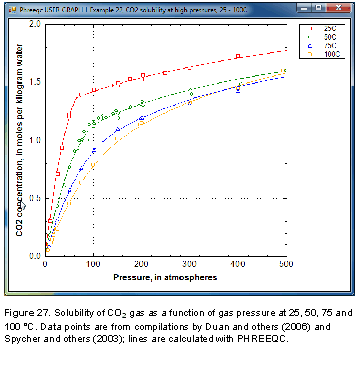 Phreeqc USER GRAPH 1 Example 27. CO2 solubility at high pressures, 25 - 100C
25C
50C
75C
100C
CO2 concentration, in moles per kilogram water
2.0
1.5
1.0
0.5
0.0
0 100 200 300 400 500
Pressure, in atmospheres
Figure 27. Solubility of CO₂ gas as a function of gas pressure at 25, 50, 75 and
100 °C. Data points are from compilations by Duan and others (2006) and
Spycher and others (2003); lines are calculated with PHREEQC.